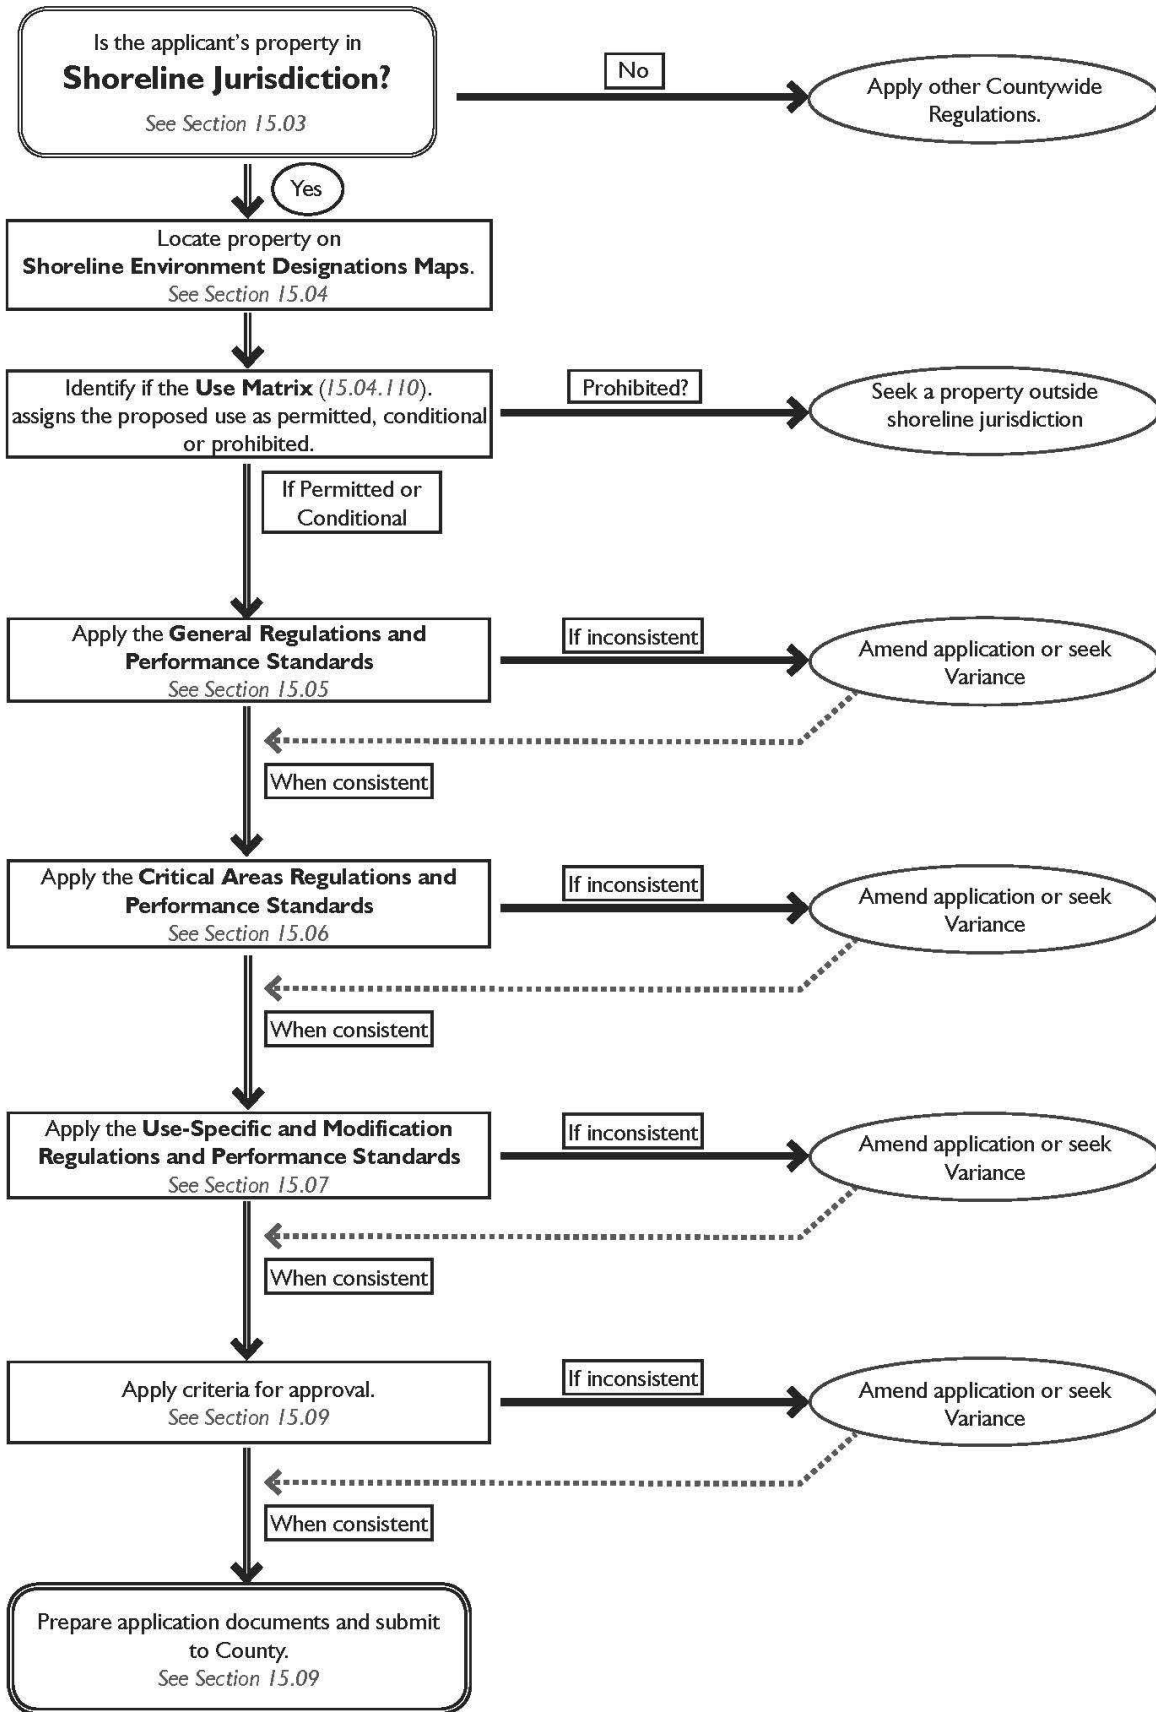 Is the applicant's property in
Shoreline Jurisdiction?
See Section 15.03
No
Apply other Countywide
Regulations.
Yes
Locate property on
Shoreline Environment Designations Maps.
See Section 15.04
Identify if the Use Matrix (15.04.110).
assigns the proposed use as permitted, conditional
or prohibited.
Prohibited?
Seek a property outside
shoreline jurisdiction
If Permitted or
Conditional
Apply the General Regulations and
Performance Standards
See Section 15.05
If inconsistent
Amend application or seek
Variance
When consistent
Apply the Critical Areas Regulations and
Performance Standards
See Section 15.06
If inconsistent
Amend application or seek
Variance
When consistent
Apply the Use-Specific and Modification
Regulations and Performance Standards
See Section 15.07
If inconsistent
Amend application or seek
Variance
When consistent
Apply criteria for approval.
See Section 15.09
If inconsistent
Amend application or seek
Variance
When consistent
Prepare application documents and submit
to County.
See Section 15.09